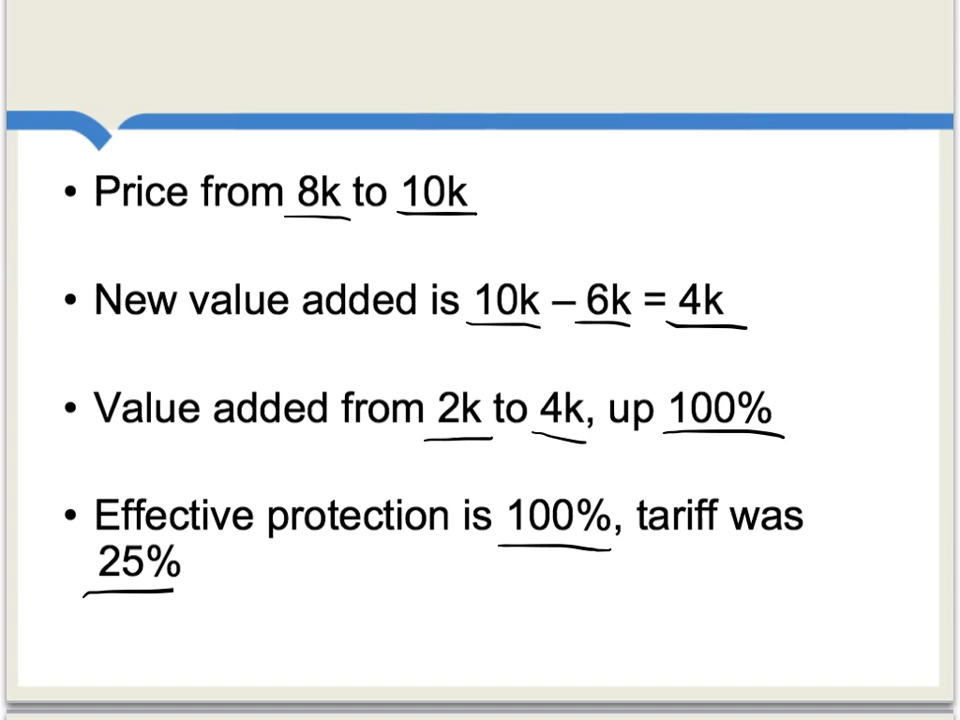 • Price from 8k to 10k
• New value added is 10k – 6k = 4k
• Value added from 2k to 4k, up 100%
• Effective protection is 100%, tariff was
25%